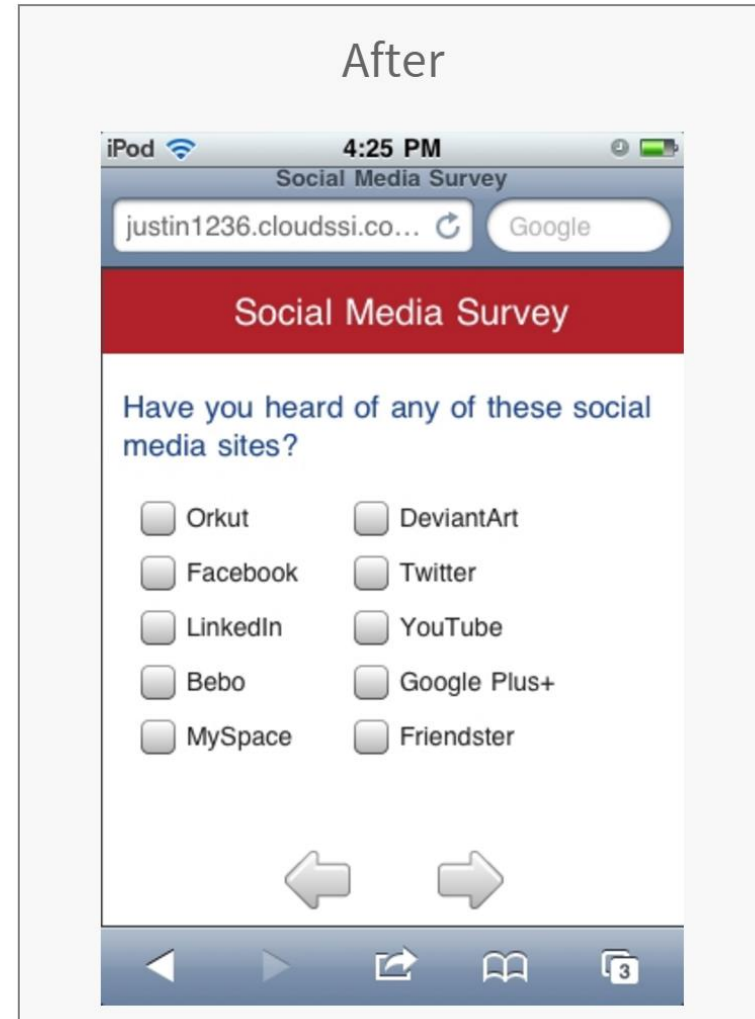 After
iPod 4:25 PM
Social Media Survey
justin1236.cloudssi.co... Google
Social Media Survey
Have you heard of any of these social
media sites?
Orkut DeviantArt
Facebook Twitter
LinkedIn YouTube
Bebo Google Plus+
MySpace Friendster
3